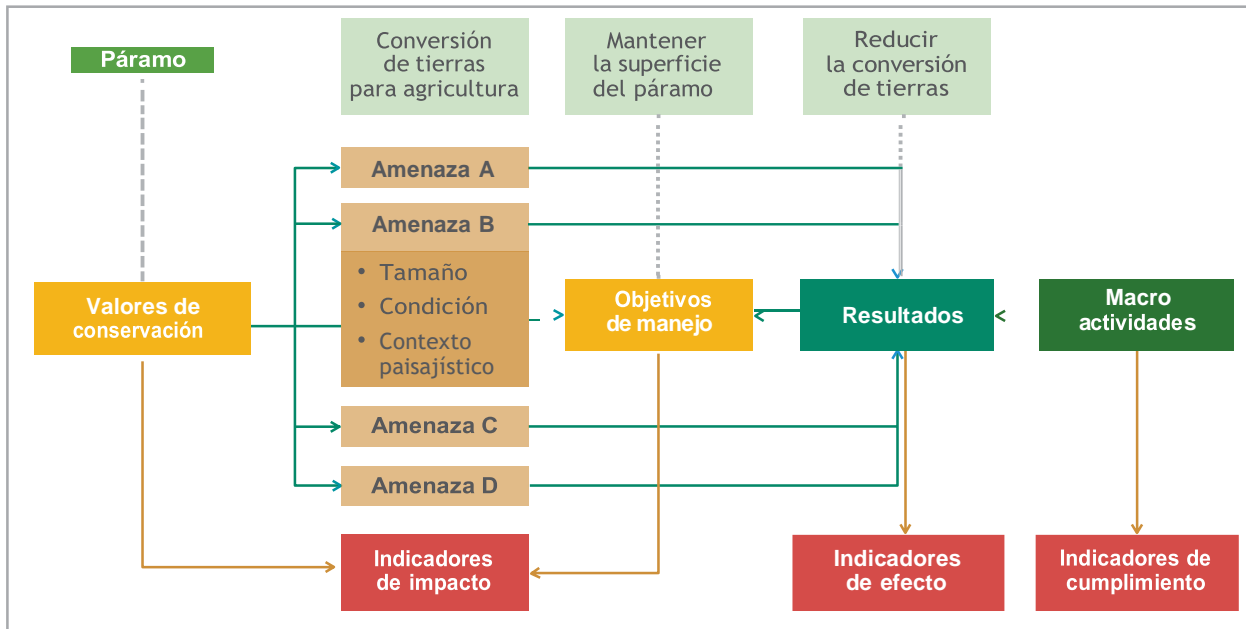 Páramo
Conversión
de tierras
para agricultura
Mantener
la superficie
del páramo
Reducir
la conversión
de tierras
Amenaza A
Amenaza B
• Tamaño
• Condición
• Contexto
paisajístico
Valores de
conservación
Objetivos
de manejo
Resultados
Macro
actividades
Amenaza C
Amenaza D
Indicadores
de impacto
Indicadores
de efecto
Indicadores de
cumplimiento